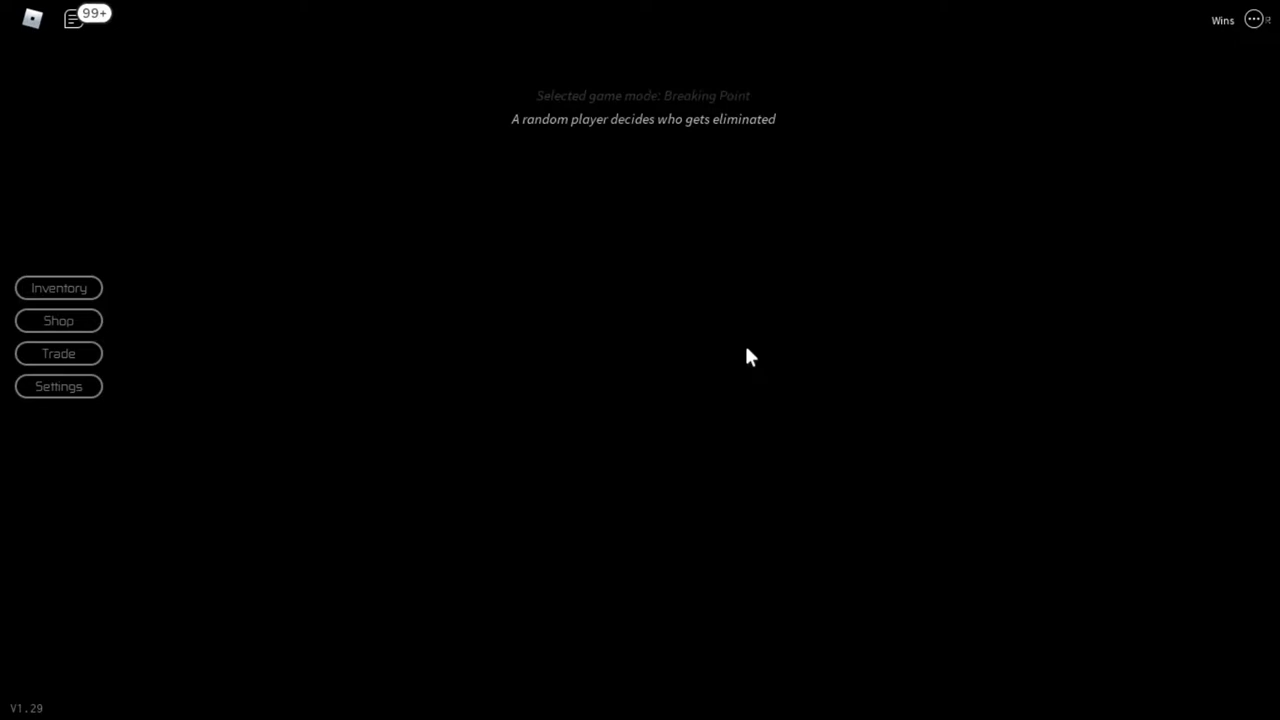 99+
Wins
Selected game mode: Breaking Point
A random player decides who gets eliminated
Inventory
Shop
Trade
Settings
V1.29